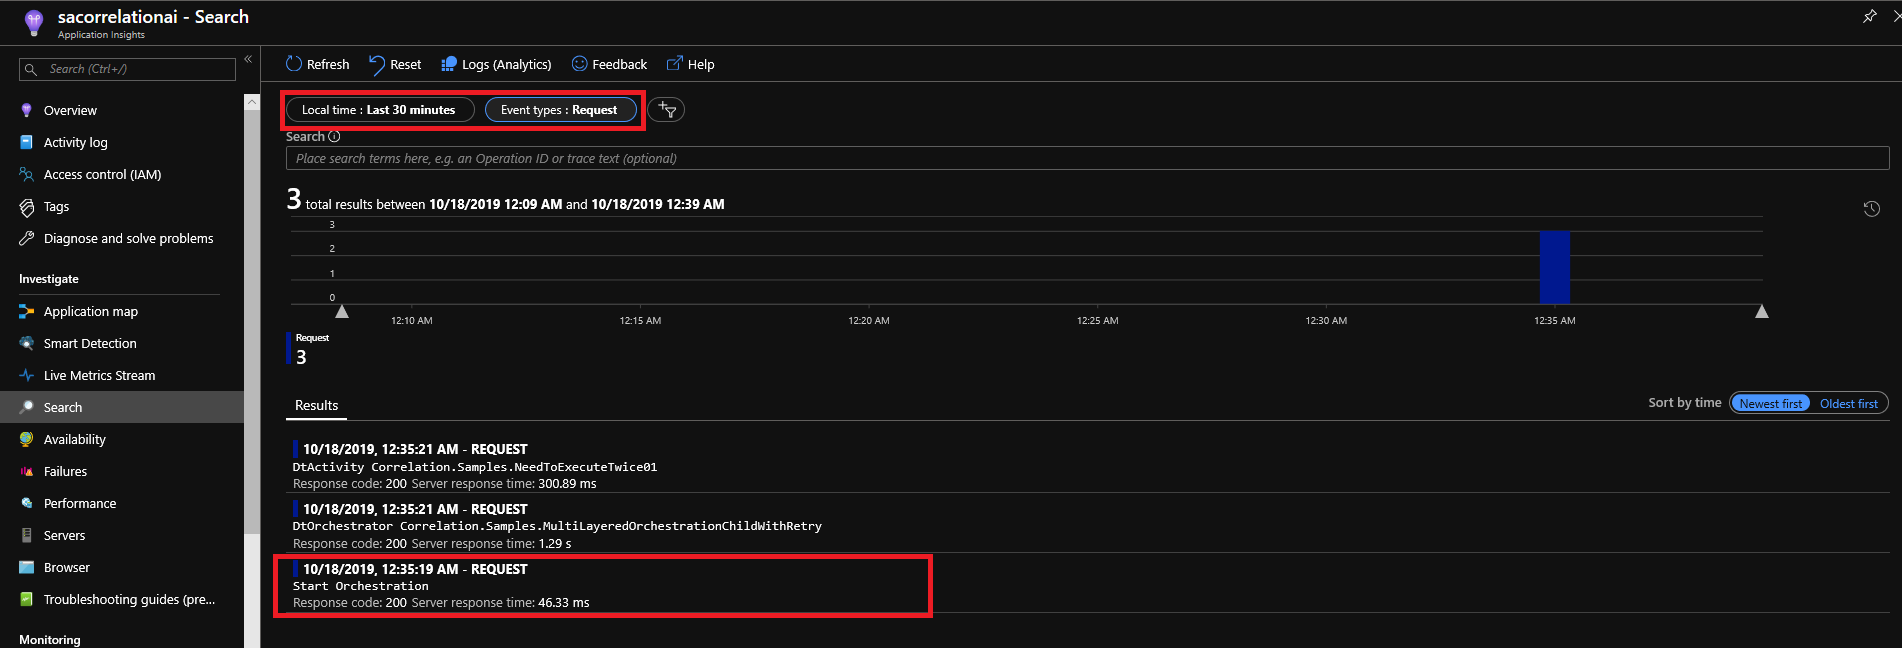 sacorrelationai - Search
Application Insights
Search (Ctrl+/)
«
Refresh
Reset
Logs (Analytics)
Feedback
Help
Overview
Activity log
Access control (IAM)
Tags
Diagnose and solve problems
Investigate
Application map
Smart Detection
Live Metrics Stream
Search
Availability
Failures
Performance
Servers
Browser
Troubleshooting guides (pre...
Monitoring
Local time : Last 30 minutes
Event types : Request
Search
Place search terms here, e.g. an Operation ID or trace text (optional)
3 total results between 10/18/2019 12:09 AM and 10/18/2019 12:39 AM
3
2
1
0
12:10 AM 12:15 AM 12:20 AM 12:25 AM 12:30 AM 12:35 AM
Request
3
Results
Sort by time Newest first Oldest first
10/18/2019, 12:35:21 AM - REQUEST
DtActivity Correlation.Samples.NeedToExecuteTwice01
Response code: 200 Server response time: 300.89 ms
10/18/2019, 12:35:21 AM - REQUEST
DtOrchestrator Correlation.Samples.MultiLayeredOrchestrationChildWithRetry
Response code: 200 Server response time: 1.29 s
10/18/2019, 12:35:19 AM - REQUEST
Start Orchestration
Response code: 200 Server response time: 46.33 ms